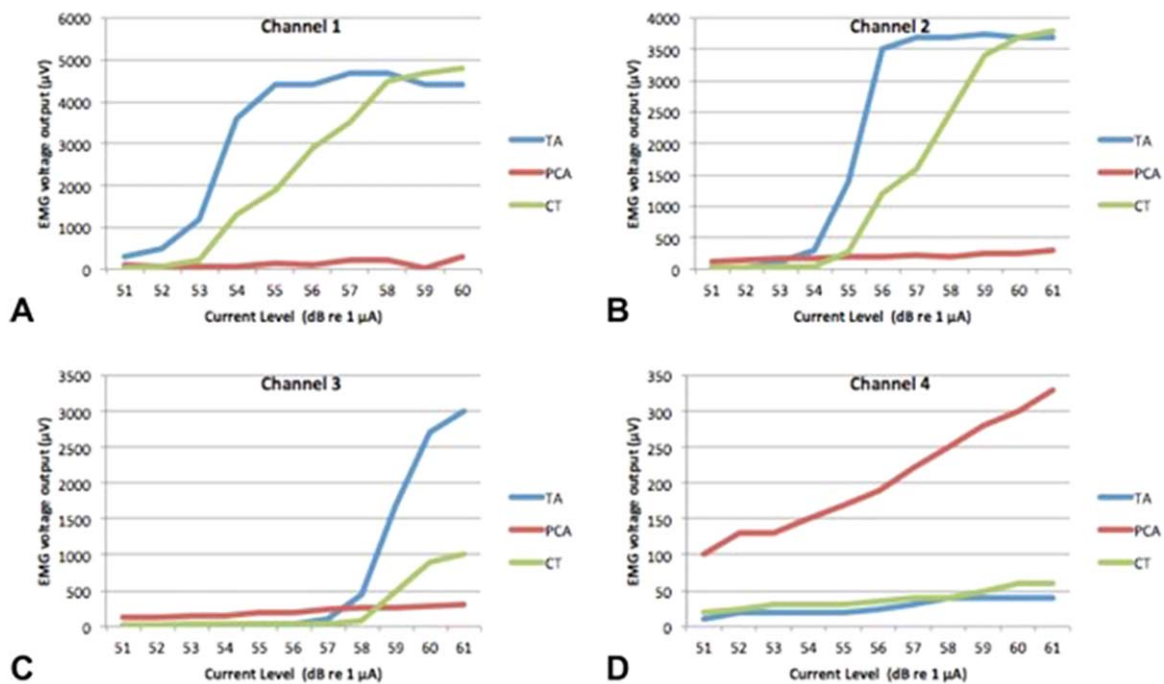 Channel 1
6000
5000
4000
3000
2000
1000
0
EMG voltage output (µV)
51 52 53 54 55 56 57 58 59 60
Current Level (dB re 1 µA)
TA
PCA
CT
A
Channel 2
4000
3500
3000
2500
2000
1500
1000
500
0
EMG voltage output (µV)
51 52 53 54 55 56 57 58 59 60 61
Current Level (dB re 1 µA)
TA
PCA
CT
B
Channel 3
3500
3000
2500
2000
1500
1000
500
0
EMG voltage output (µV)
51 52 53 54 55 56 57 58 59 60 61
Current Level (dB re 1 µA)
TA
PCA
CT
C
Channel 4
350
300
250
200
150
100
50
0
EMG voltage output (µV)
51 52 53 54 55 56 57 58 59 60 61
Current Level (dB re 1 µA)
TA
PCA
CT
D